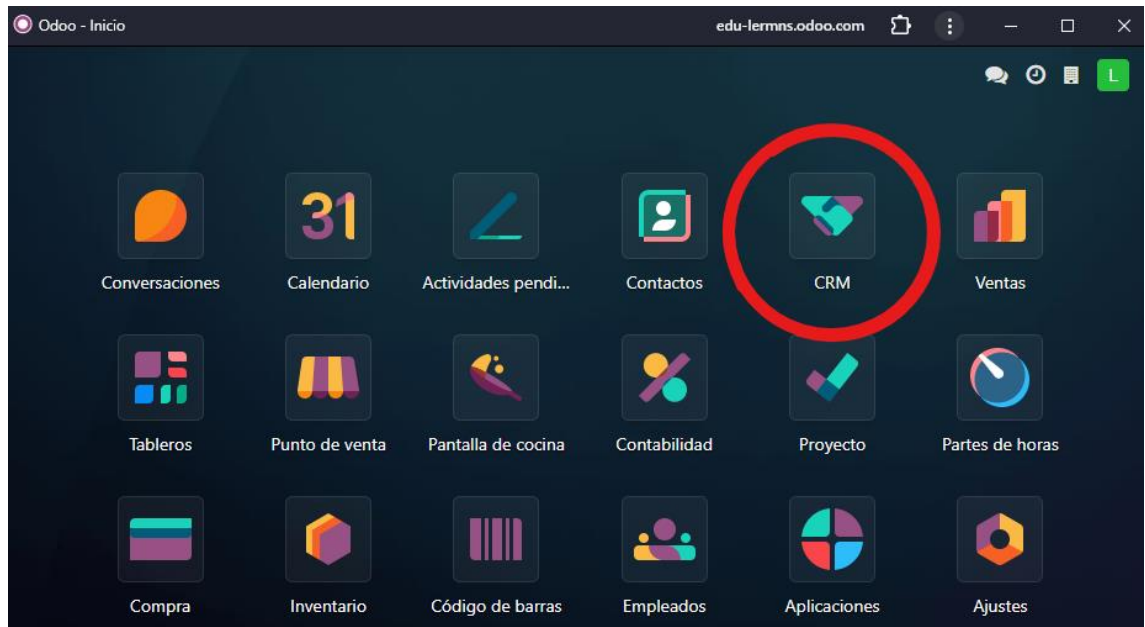 Odoo - Inicio
edu-lermns.odoo.com
L
31
Conversaciones
Calendario
Actividades pendi...
Contactos
CRM
Ventas
Tableros
Punto de venta
Pantalla de cocina
Contabilidad
Proyecto
Partes de horas
Compra
Inventario
Código de barras
Empleados
Aplicaciones
Ajustes